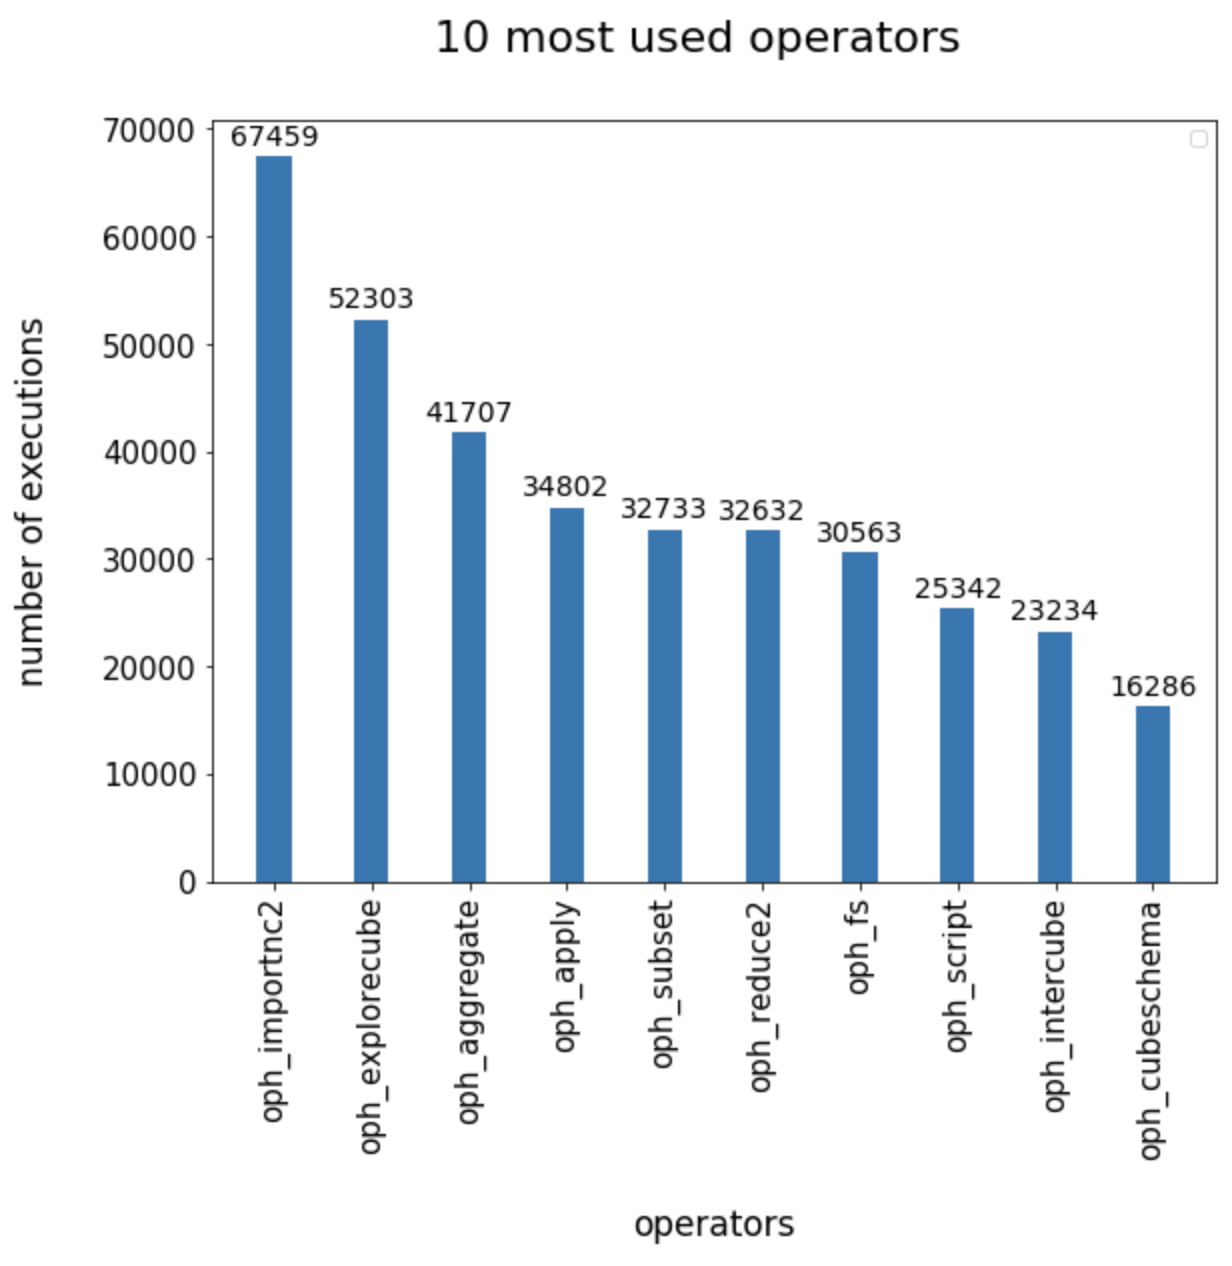 10 most used operators
number of executions
70000
60000
50000
40000
30000
20000
10000
0
67459
52303
41707
34802
32733
32632
30563
25342
23234
16286
oph_importnc2
oph_explorecube
oph_aggregate
oph_apply
oph_subset
oph_reduce2
oph_fs
oph_script
oph_intercube
oph_cubeschema
operators